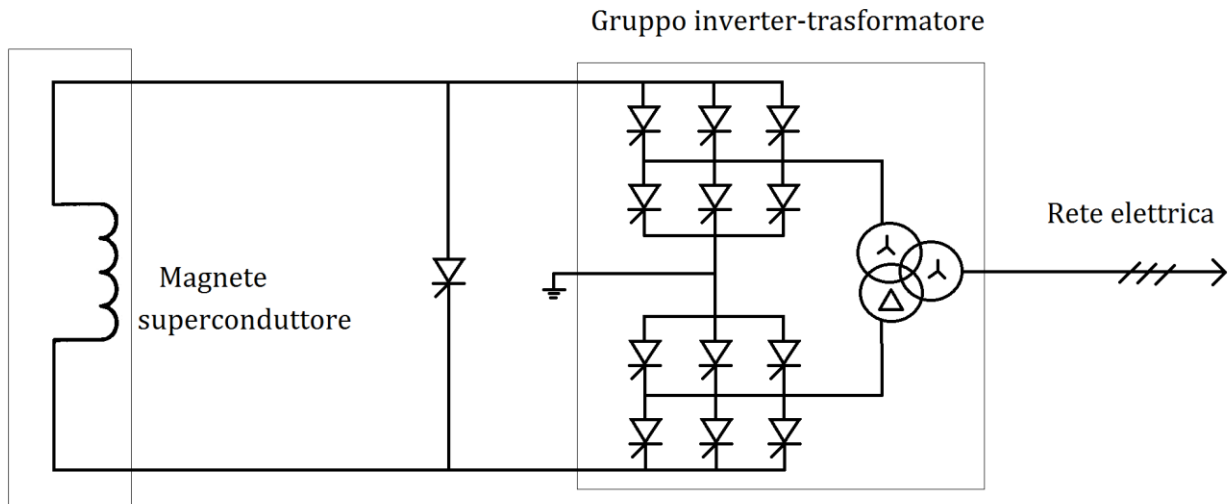 Gruppo inverter-trasformatore
Rete elettrica
Magnete
superconduttore